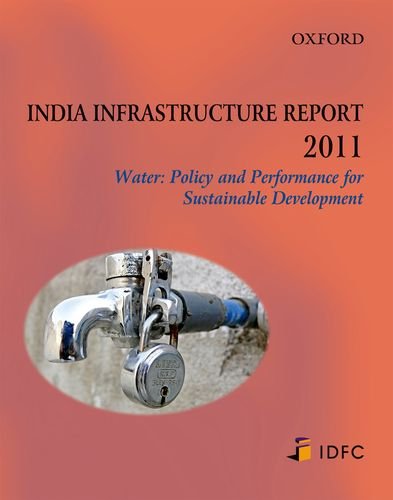 OXFORD
INDIA INFRASTRUCTURE REPORT
2011
Water: Policy and Performance for
Sustainable Development
IDFC